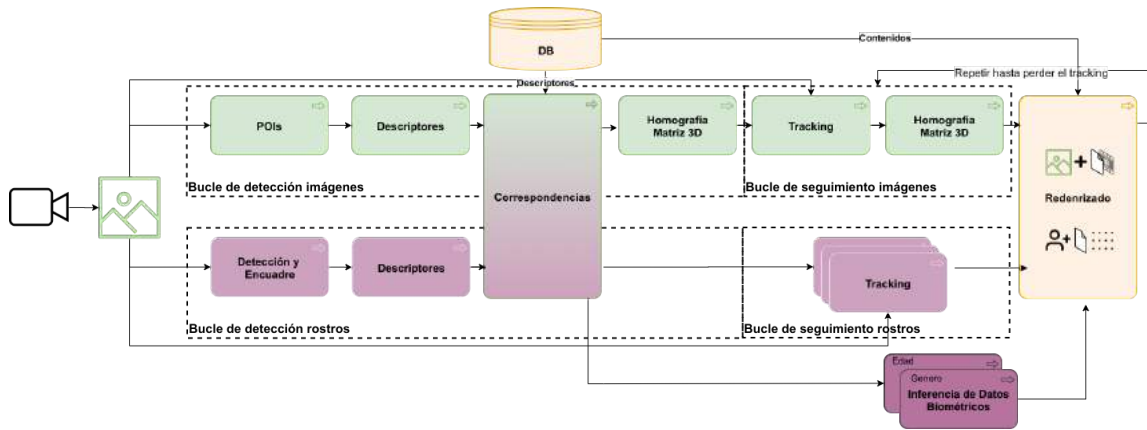 DB
Contenidos
Descriptores
Repetir hasta perder el tracking
POIs
Descriptores
Homografia
Matriz 3D
Tracking
Homografia
Matriz 3D
Bucle de detección imágenes
Correspondencias
Bucle de seguimiento imágenes
Redenrizado
Detección y
Encuadre
Descriptores
Tracking
Bucle de detección rostros
Bucle de seguimiento rostros
Edad
Genero
Inferencia de Datos
Biométricos